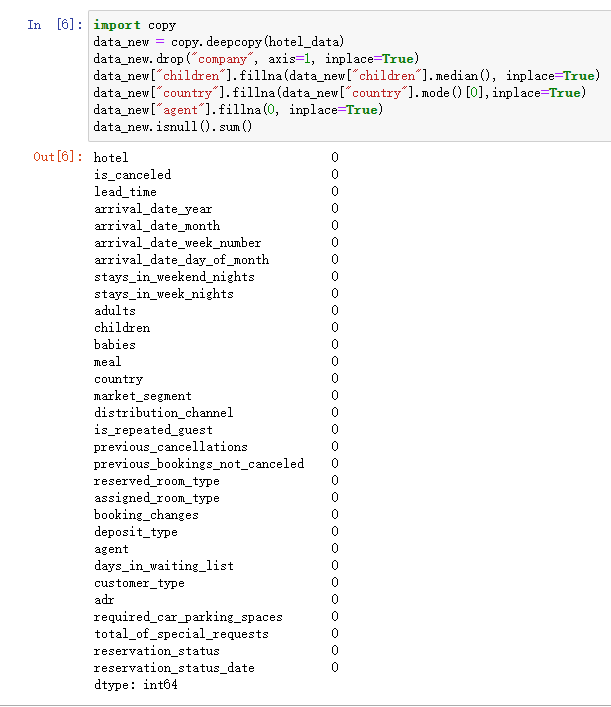 In [6]: import copy
data_new = copy.deepcopy(hotel_data)
data_new.drop("company", axis=1, inplace=True)
data_new["children"].fillna(data_new["children"].median(), inplace=True)
data_new["country"].fillna(data_new["country"].mode()[0],inplace=True)
data_new["agent"].fillna(0, inplace=True)
data_new.isnull().sum()
Out[6]: hotel 0
is_canceled 0
lead_time 0
arrival_date_year 0
arrival_date_month 0
arrival_date_week_number 0
arrival_date_day_of_month 0
stays_in_weekend_nights 0
stays_in_week_nights 0
adults 0
children 0
babies 0
meal 0
country 0
market_segment 0
distribution_channel 0
is_repeated_guest 0
previous_cancellations 0
previous_bookings_not_canceled 0
reserved_room_type 0
assigned_room_type 0
booking_changes 0
deposit_type 0
agent 0
days_in_waiting_list 0
customer_type 0
adr 0
required_car_parking_spaces 0
total_of_special_requests 0
reservation_status 0
reservation_status_date 0
dtype: int64